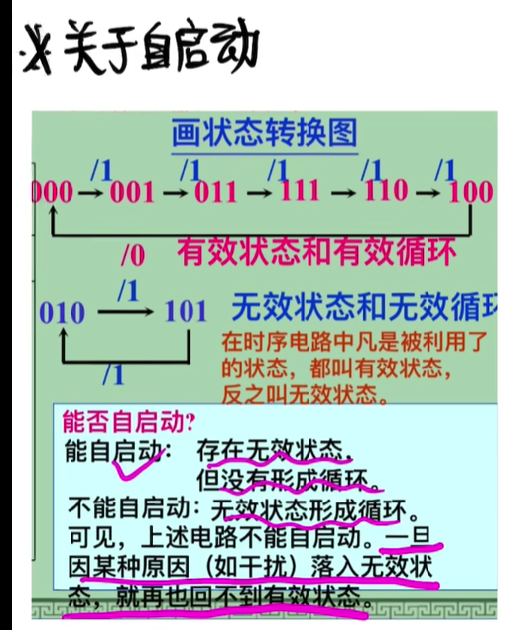 ※关于自启动
画状态转换图
/1 /1 /1 /1 /1
000→001→011→111→110→100
/0 有效状态和有效循环
/1
010→101 无效状态和无效循环
在时序电路中凡是被利用了
/1 的状态，都叫有效状态，
反之叫无效状态。
能否自启动?
能自启动： 存在无效状态，
但没有形成循环。
不能自启动：无效状态形成循环。
可见，上述电路不能自启动。一旦
因某种原因（如干扰）落入无效状
态，就再也回不到有效状态。